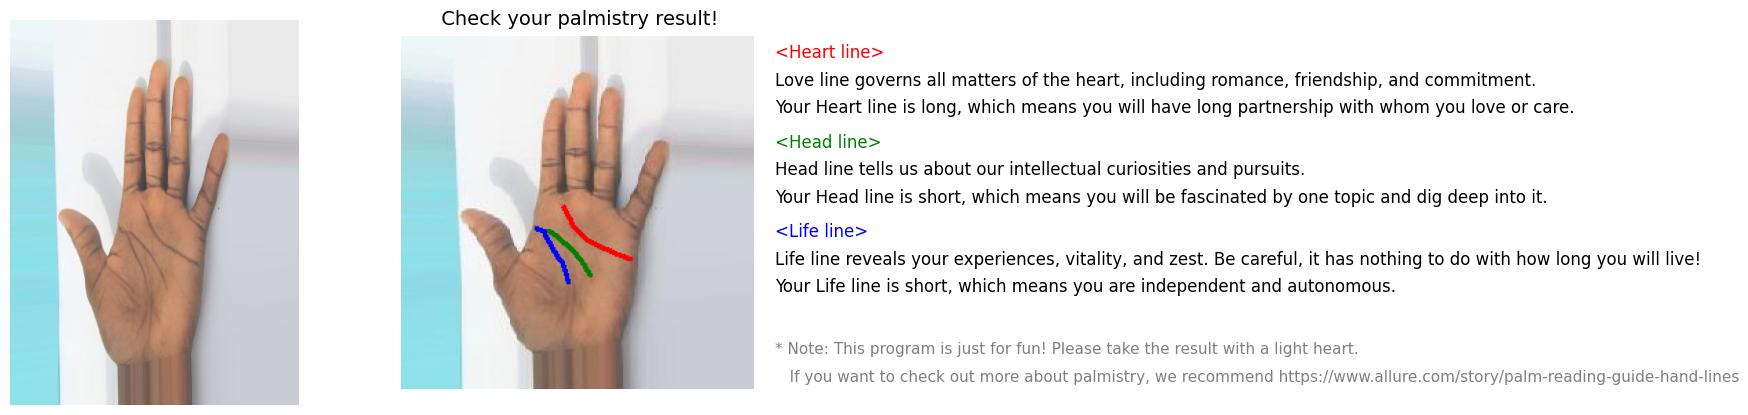 Check your palmistry result!
<Heart line>
Love line governs all matters of the heart, including romance, friendship, and commitment.
Your Heart line is long, which means you will have long partnership with whom you love or care.
<Head line>
Head line tells us about our intellectual curiosities and pursuits.
Your Head line is short, which means you will be fascinated by one topic and dig deep into it.
<Life line>
Life line reveals your experiences, vitality, and zest. Be careful, it has nothing to do with how long you will live!
Your Life line is short, which means you are independent and autonomous.
* Note: This program is just for fun! Please take the result with a light heart.
If you want to check out more about palmistry, we recommend https://www.allure.com/story/palm-reading-guide-hand-lines